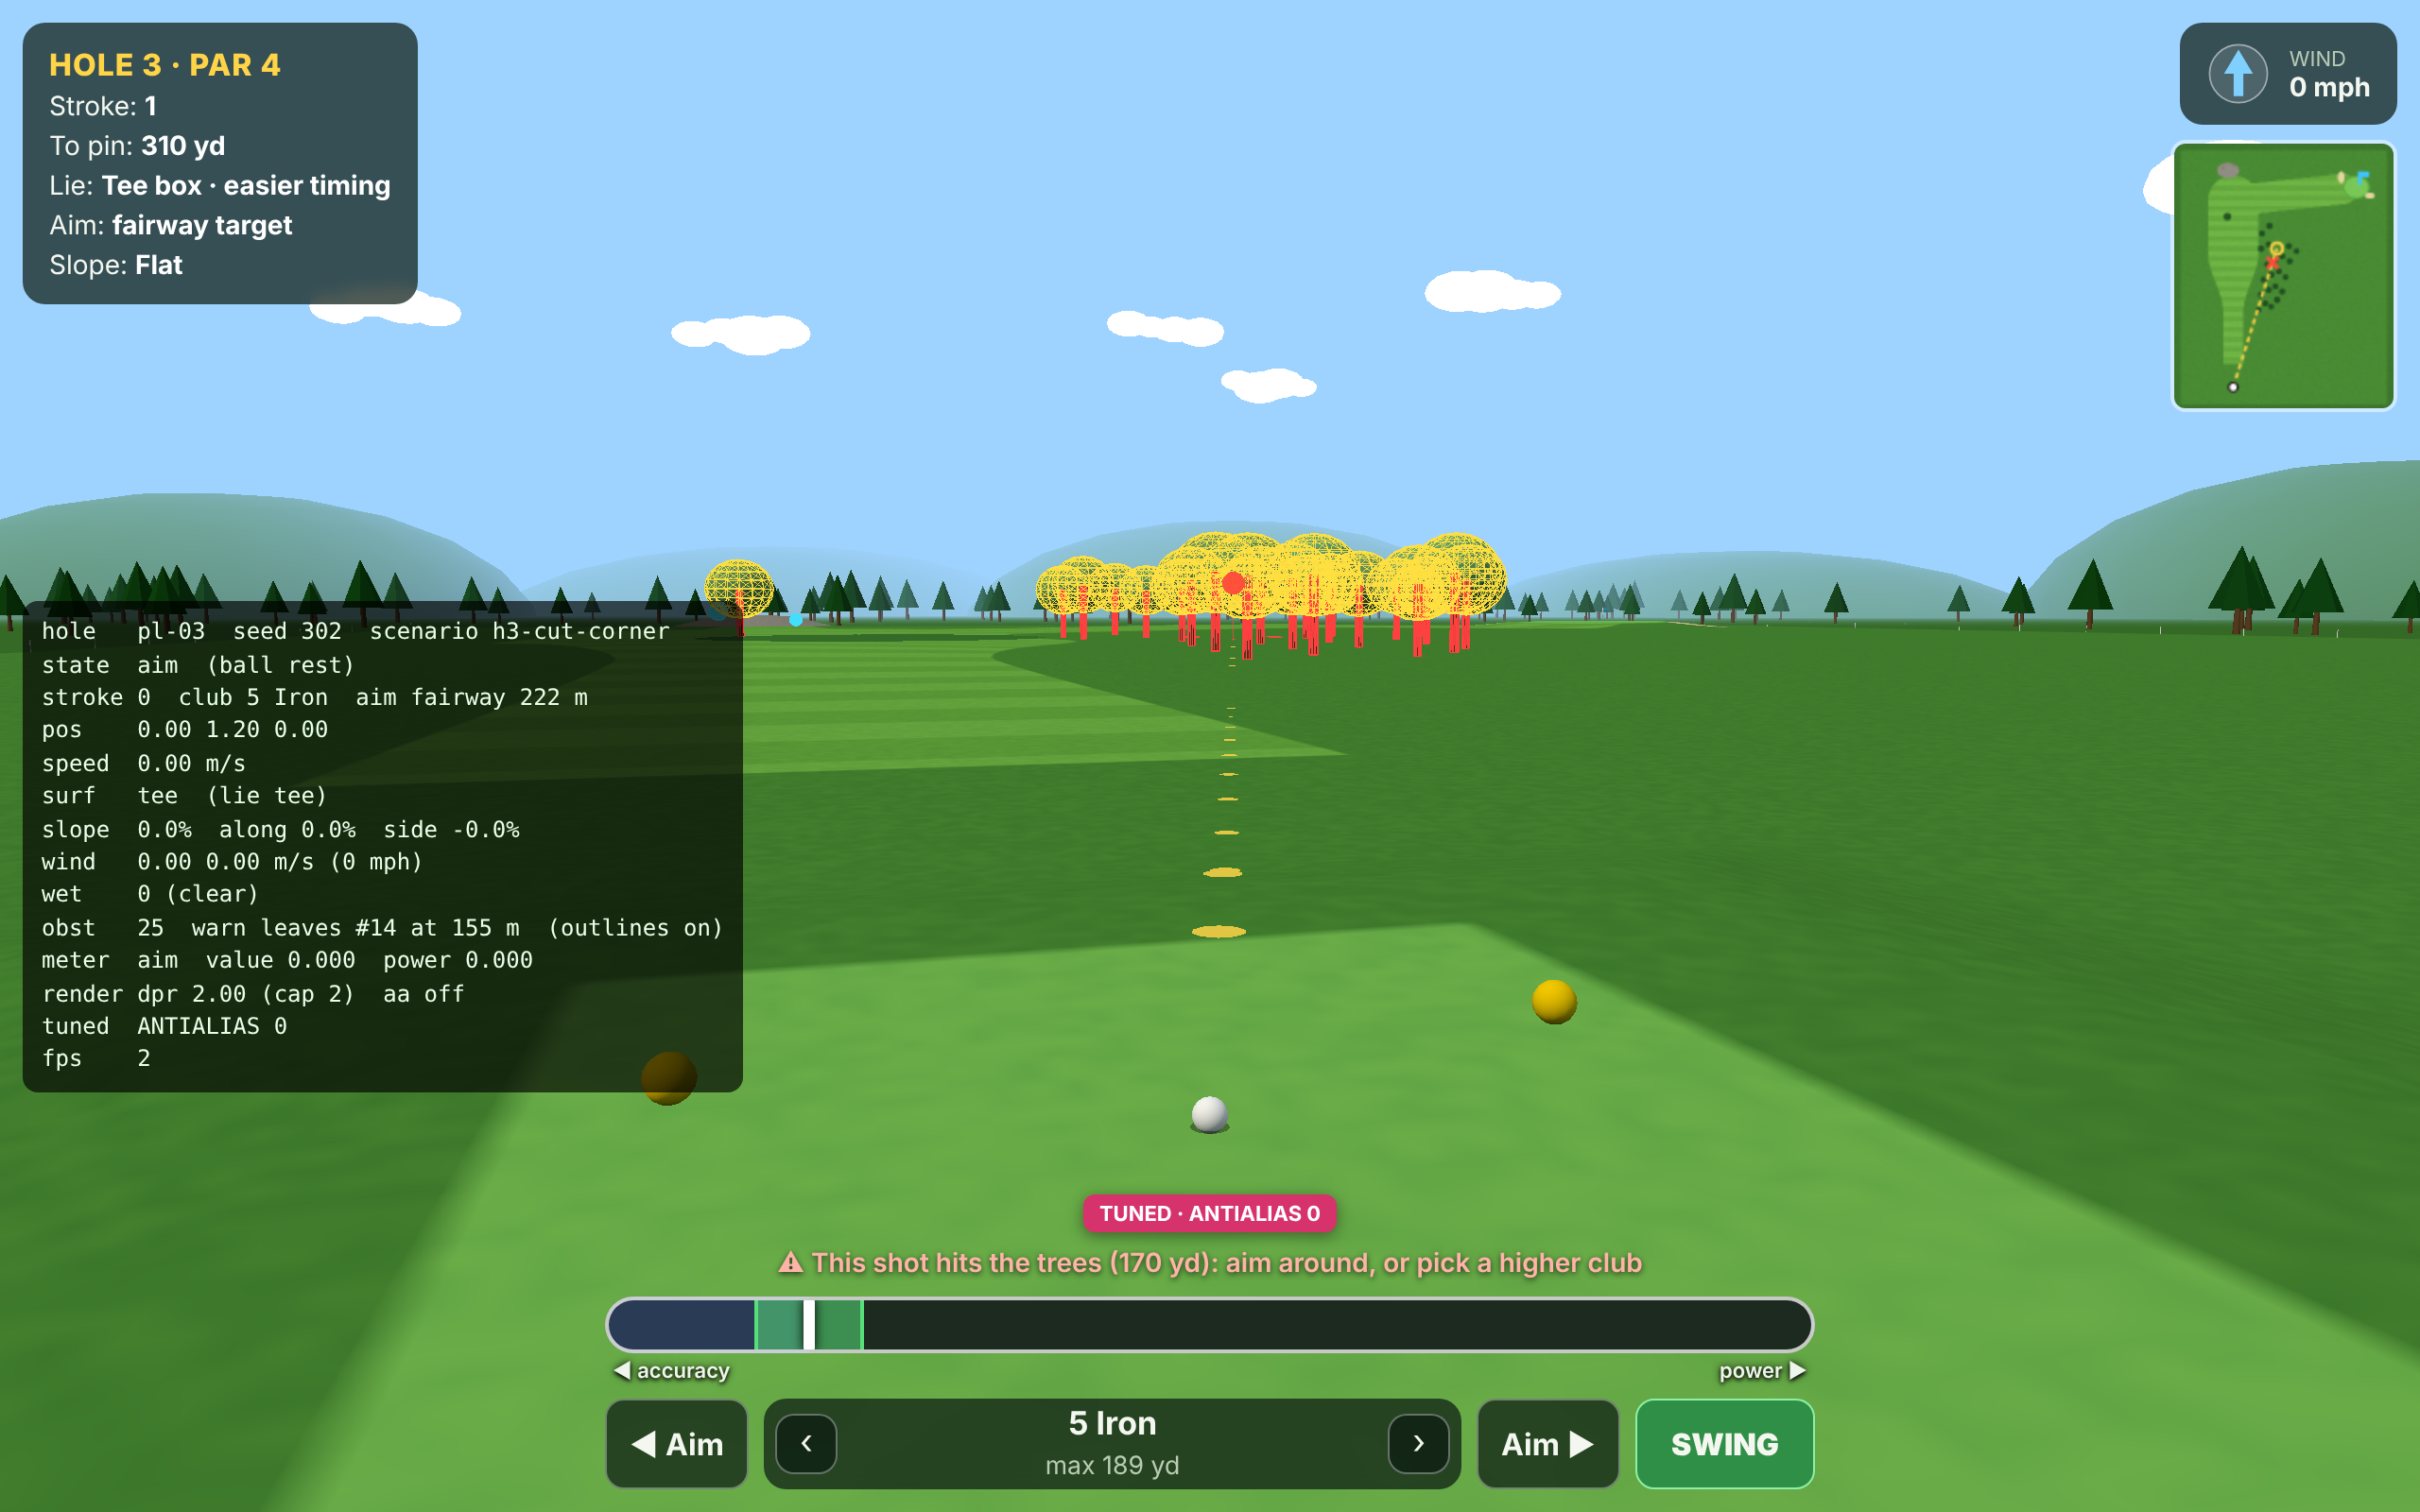 HOLE 3 · PAR 4
Stroke: 1
To pin: 310 yd
Lie: Tee box · easier timing
Aim: fairway target
Slope: Flat
WIND
0 mph
hole pl-03 seed 302 scenario h3-cut-corner
state aim (ball rest)
stroke 0 club 5 Iron aim fairway 222 m
pos 0.00 1.20 0.00
speed 0.00 m/s
surf tee (lie tee)
slope 0.0% along 0.0% side -0.0%
wind 0.00 0.00 m/s (0 mph)
wet 0 (clear)
obst 25 warn leaves #14 at 155 m (outlines on)
meter aim value 0.000 power 0.000
render dpr 2.00 (cap 2) aa off
tuned ANTIALIAS 0
fps 2
TUNED · ANTIALIAS 0
⚠ This shot hits the trees (170 yd): aim around, or pick a higher club
◀ accuracy
power ▶
◀ Aim
‹
5 Iron
max 189 yd
›
Aim ▶
SWING